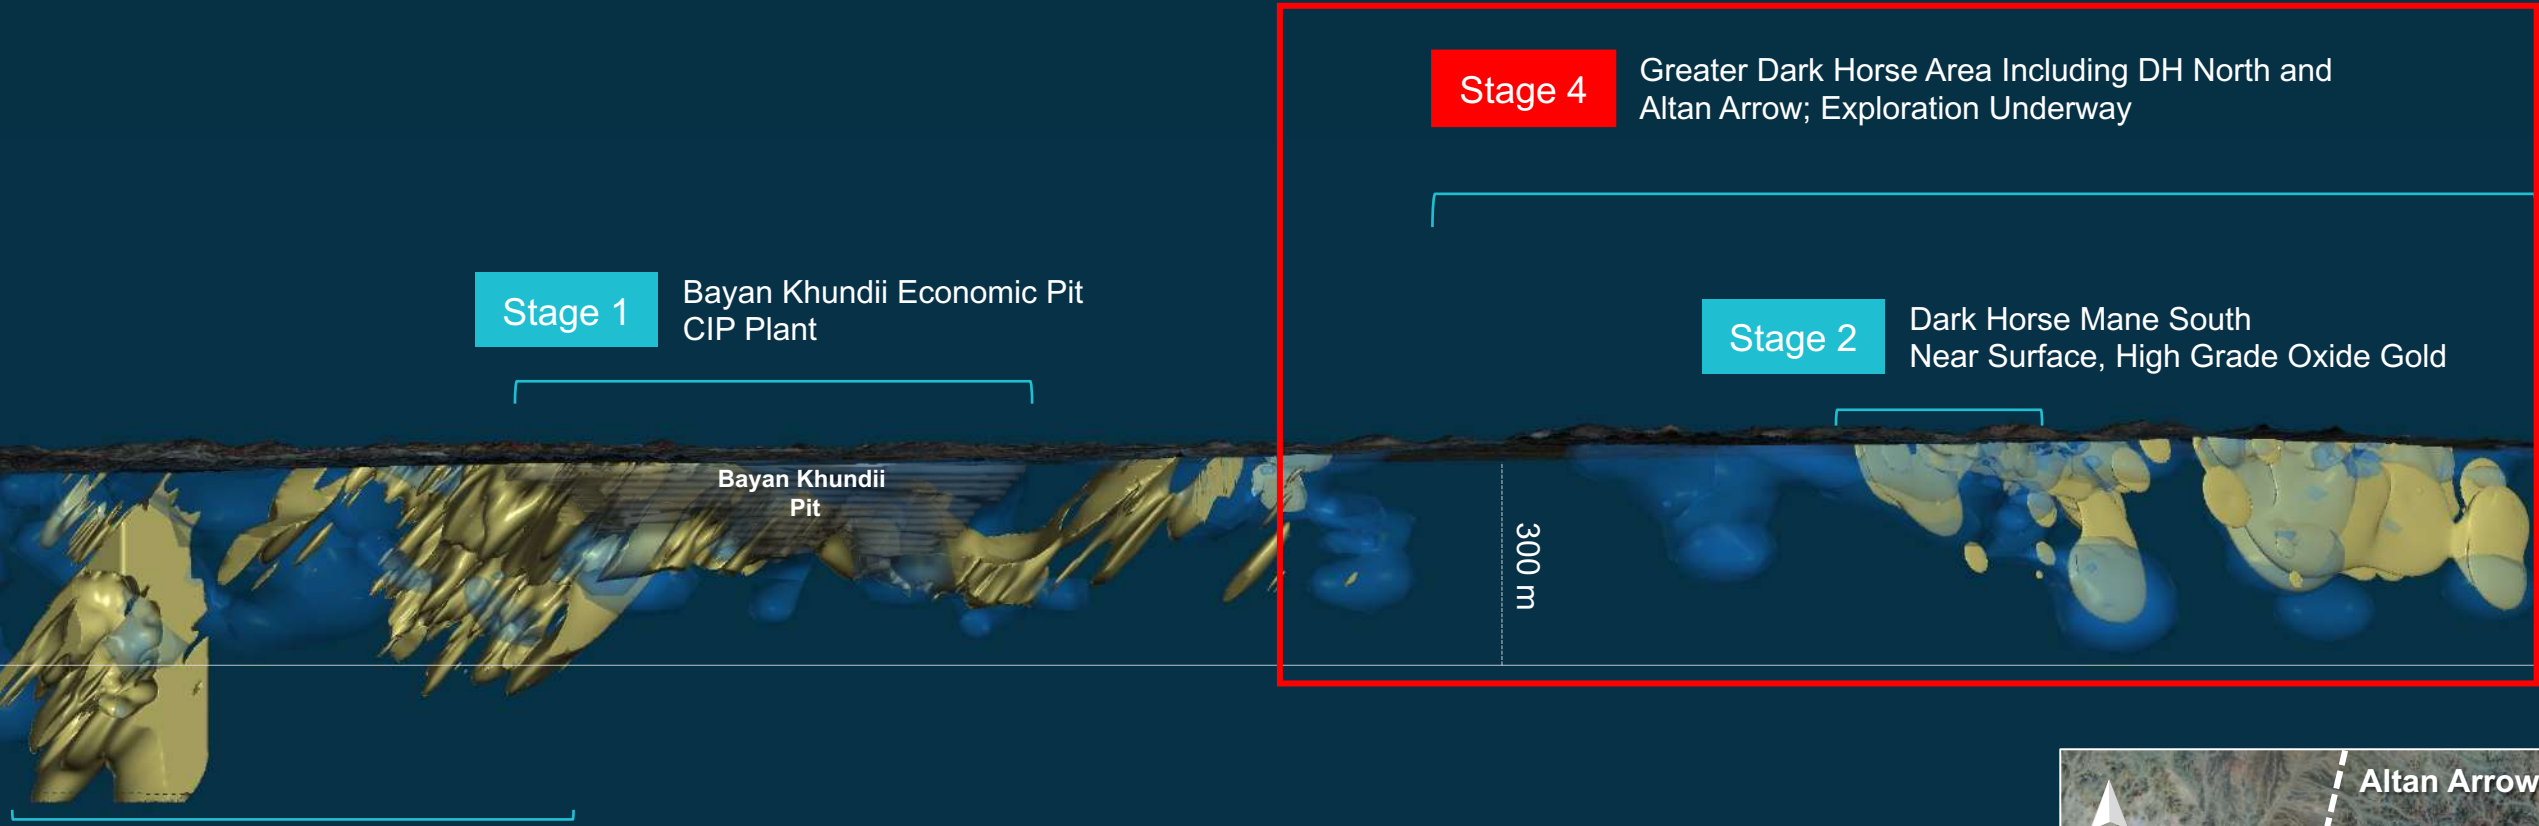 Stage 4
Greater Dark Horse Area Including DH North and
Altan Arrow; Exploration Underway
Stage 1
Bayan Khundii Economic Pit
CIP Plant
Stage 2
Dark Horse Mane South
Near Surface, High Grade Oxide Gold
Bayan Khundii
Pit
300 m
Altan Arrow